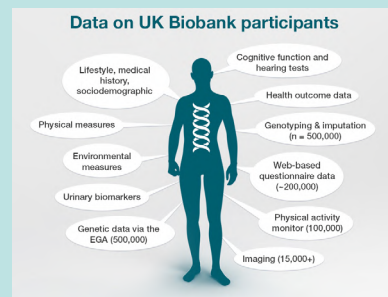 Data on UK Biobank participants
Lifestyle, medical
history,
sociodemographic
Physical measures
Environmental
measures
Urinary biomarkers
Genetic data via the
EGA (500,000)
Cognitive function and
hearing tests
Health outcome data
Genotyping & imputation
(n = 500,000)
Web-based
questionnaire data
(~200,000)
Physical activity
monitor (100,000)
Imaging (15,000+)